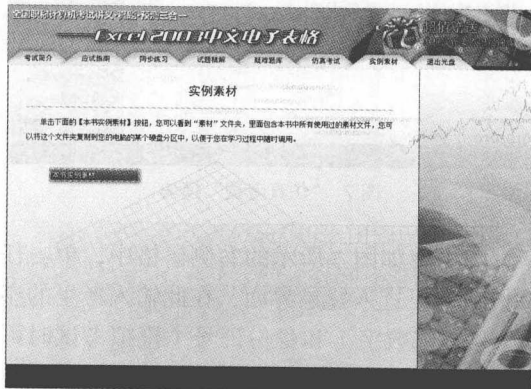 全国职称计算机考试讲义·真题·预测三合一
Excel 2003中文电子表格
考试简介 应试指南 同步练习 试题精解 疑难题库 仿真考试 实例素材 退出光盘
实例素材
单击下面的【本书实例素材】按钮，您可以看到“素材”文件夹，里面包含本书中所有使用过的素材文件，您可
以将这个文件夹复制到您的电脑的某个硬盘分区中，以便于您在学习过程中随时调用。
本书实例素材